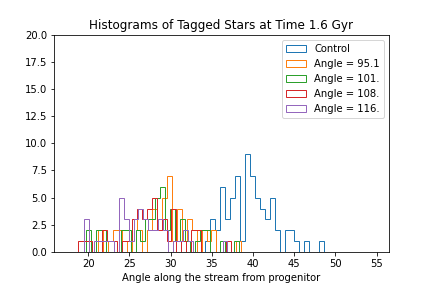 Histograms of Tagged Stars at Time 1.6 Gyr
20.0
17.5
15.0
12.5
10.0
7.5
5.0
2.5
0.0
Control
Angle = 95.1
Angle = 101.
Angle = 108.
Angle = 116.
20 25 30 35 40 45 50 55
Angle along the stream from progenitor